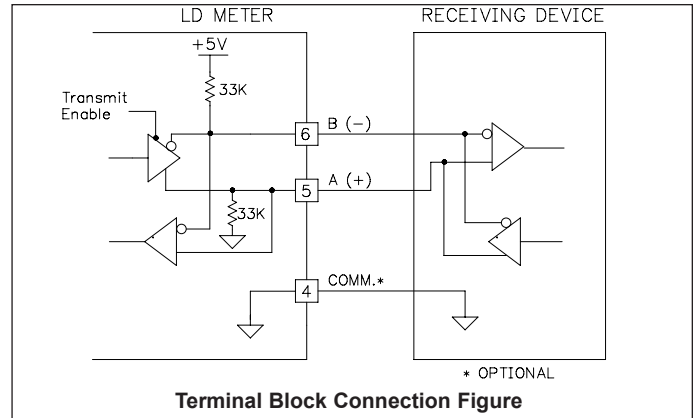 LD METER
RECEIVING DEVICE
+5V
33K
Transmit
Enable
6
B (-)
5
A (+)
33K
4
COMM.*
* OPTIONAL
Terminal Block Connection Figure